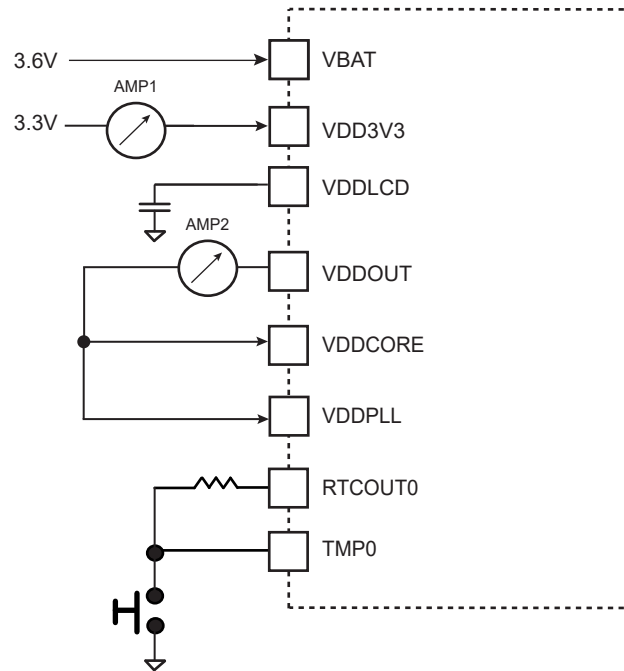 3.6V
VBAT
AMP1
3.3V
VDD3V3
VDDLCD
AMP2
VDDOUT
VDDCORE
VDDPLL
RTCOUT0
TMP0